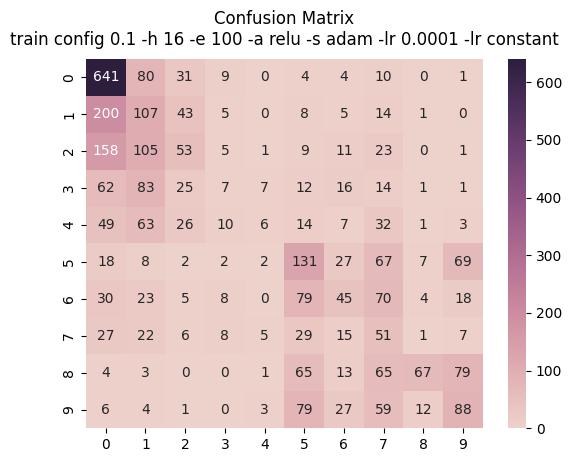 Confusion Matrix
train config 0.1 -h 16 -e 100 -a relu -s adam -lr 0.0001 -lr constant
0 641 80 31 9 0 4 4 10 0 1
1 200 107 43 5 0 8 5 14 1 0
2 158 105 53 5 1 9 11 23 0 1
3 62 83 25 7 7 12 16 14 1 1
4 49 63 26 10 6 14 7 32 1 3
5 18 8 2 2 2 131 27 67 7 69
6 30 23 5 8 0 79 45 70 4 18
7 27 22 6 8 5 29 15 51 1 7
8 4 3 0 0 1 65 13 65 67 79
9 6 4 1 0 3 79 27 59 12 88
0 1 2 3 4 5 6 7 8 9
600
500
400
300
200
100
0